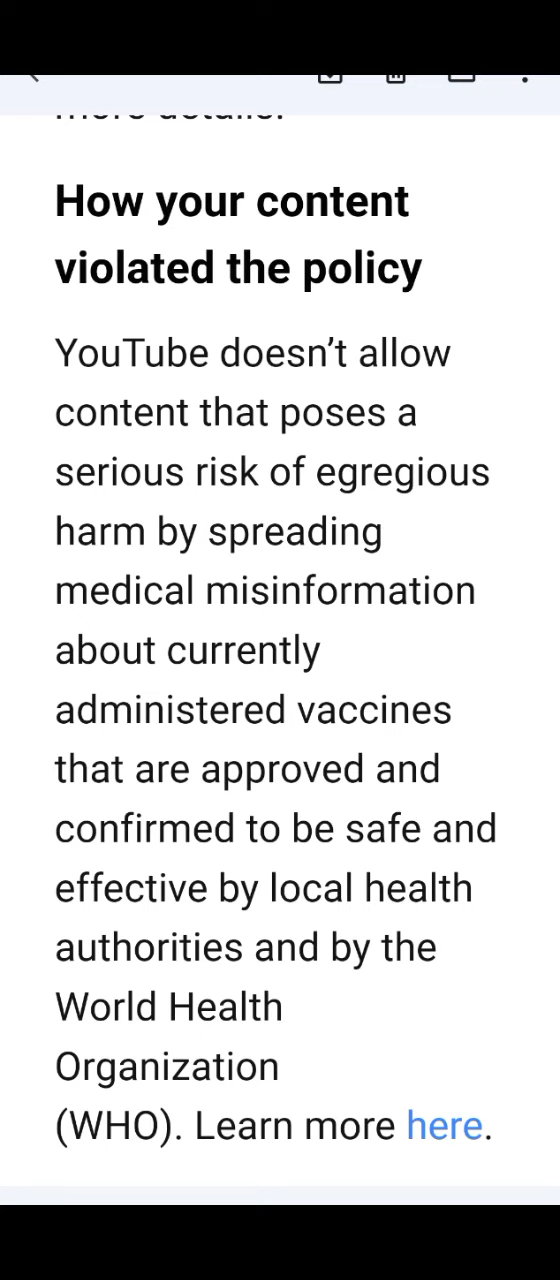 more details.
How your content
violated the policy
YouTube doesn’t allow
content that poses a
serious risk of egregious
harm by spreading
medical misinformation
about currently
administered vaccines
that are approved and
confirmed to be safe and
effective by local health
authorities and by the
World Health
Organization
(WHO). Learn more here.